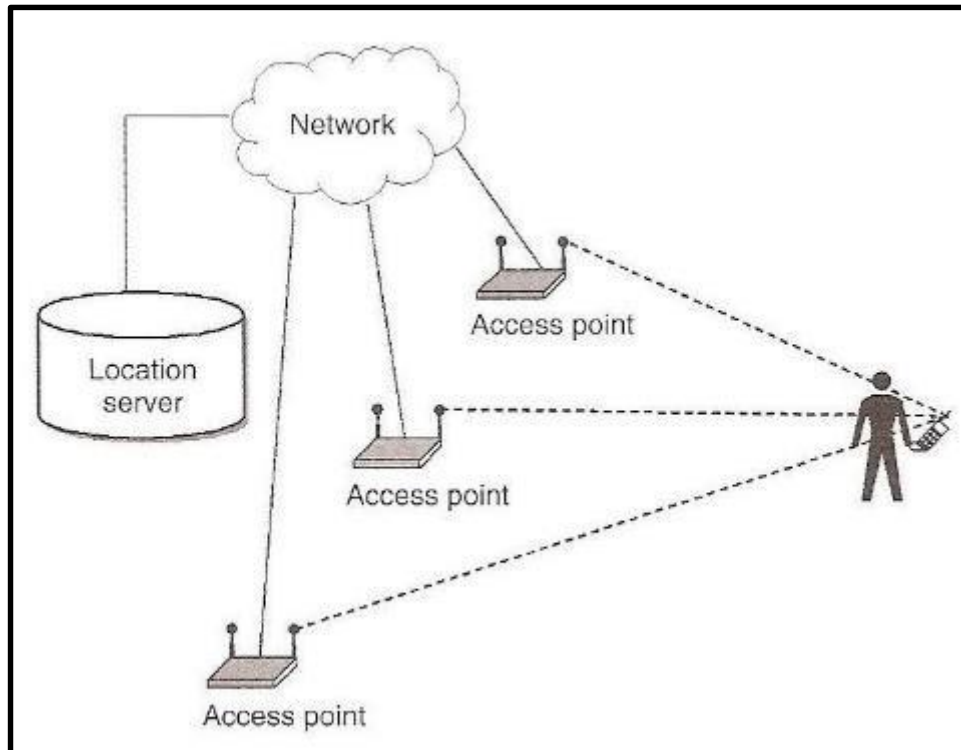 Network
Access point
Location
server
Access point
Access point